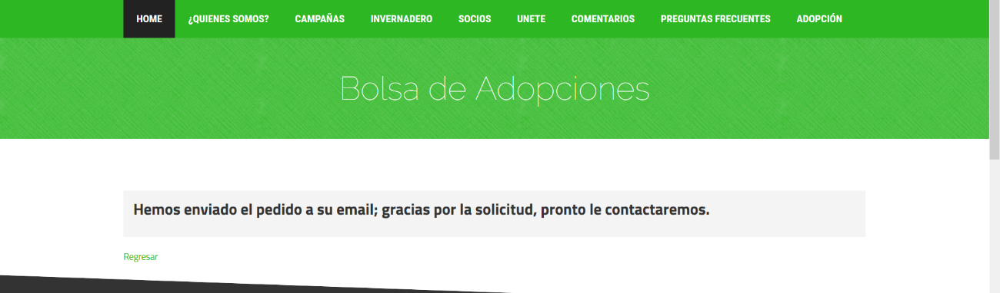 HOME ¿QUIENES SOMOS? CAMPAÑAS INVERNADERO SOCIOS UNETE COMENTARIOS PREGUNTAS FRECUENTES ADOPCIÓN
Bolsa de Adopciones
Hemos enviado el pedido a su email; gracias por la solicitud, pronto le contactaremos.
Regresar